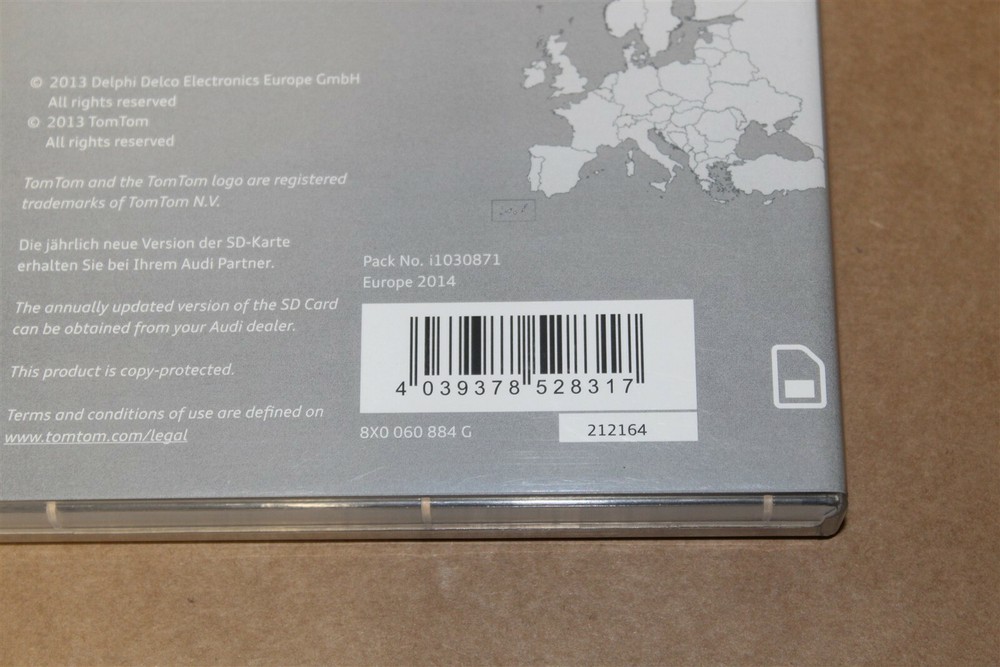 © 2013 Delphi Delco Electronics Europe GmbH
All rights reserved
© 2013 TomTom
All rights reserved
TomTom and the TomTom logo are registered
trademarks of TomTom N.V.
Die jährlich neue Version der SD-Karte
erhalten Sie bei Ihrem Audi Partner.
The annually updated version of the SD Card
can be obtained from your Audi dealer.
This product is copy-protected.
Terms and conditions of use are defined on
www.tomtom.com/legal
Pack No. i1030871
Europe 2014
4 039378 528317
8X0 060 884 G
212164